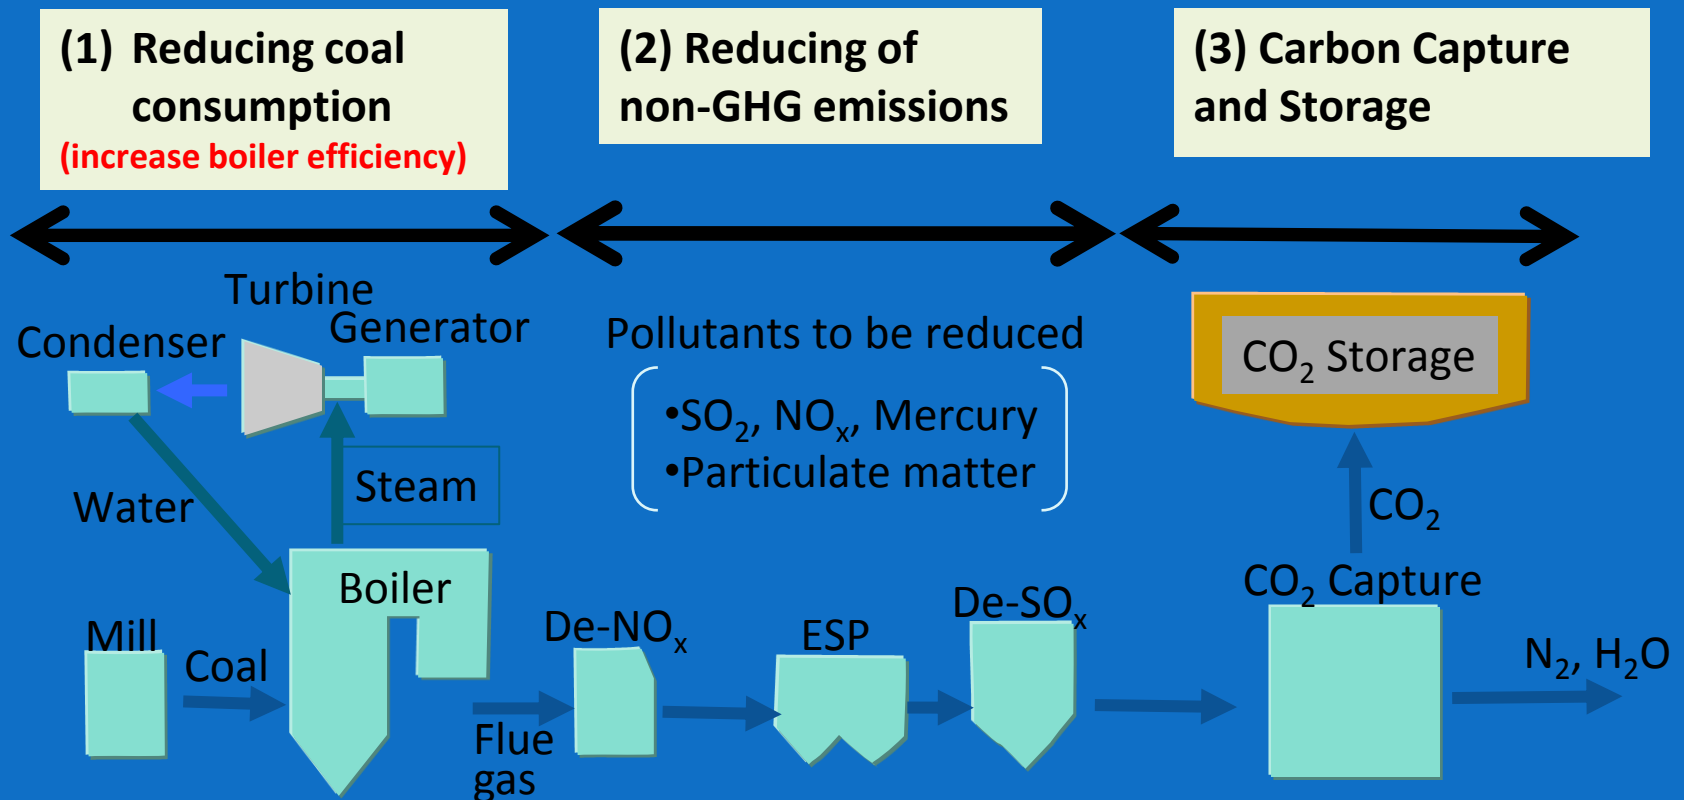 (1) Reducing coal
consumption
(increase boiler efficiency)
(2) Reducing of
non-GHG emissions
(3) Carbon Capture
and Storage
Turbine
Generator
Condenser
Water
Steam
Boiler
Mill
Coal
Flue
gas
Pollutants to be reduced
•SO₂, NOₓ, Mercury
•Particulate matter
De-NOₓ
ESP
De-SOₓ
CO₂ Storage
CO₂
CO₂ Capture
N₂, H₂O